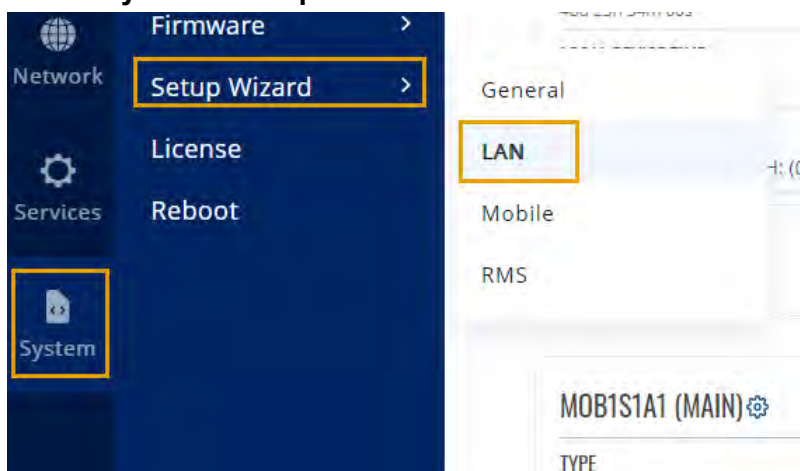 Firmware
Network
Setup Wizard
General
License
LAN
Services
Reboot
Mobile
RMS
System
MOB1S1A1 (MAIN)
TYPE